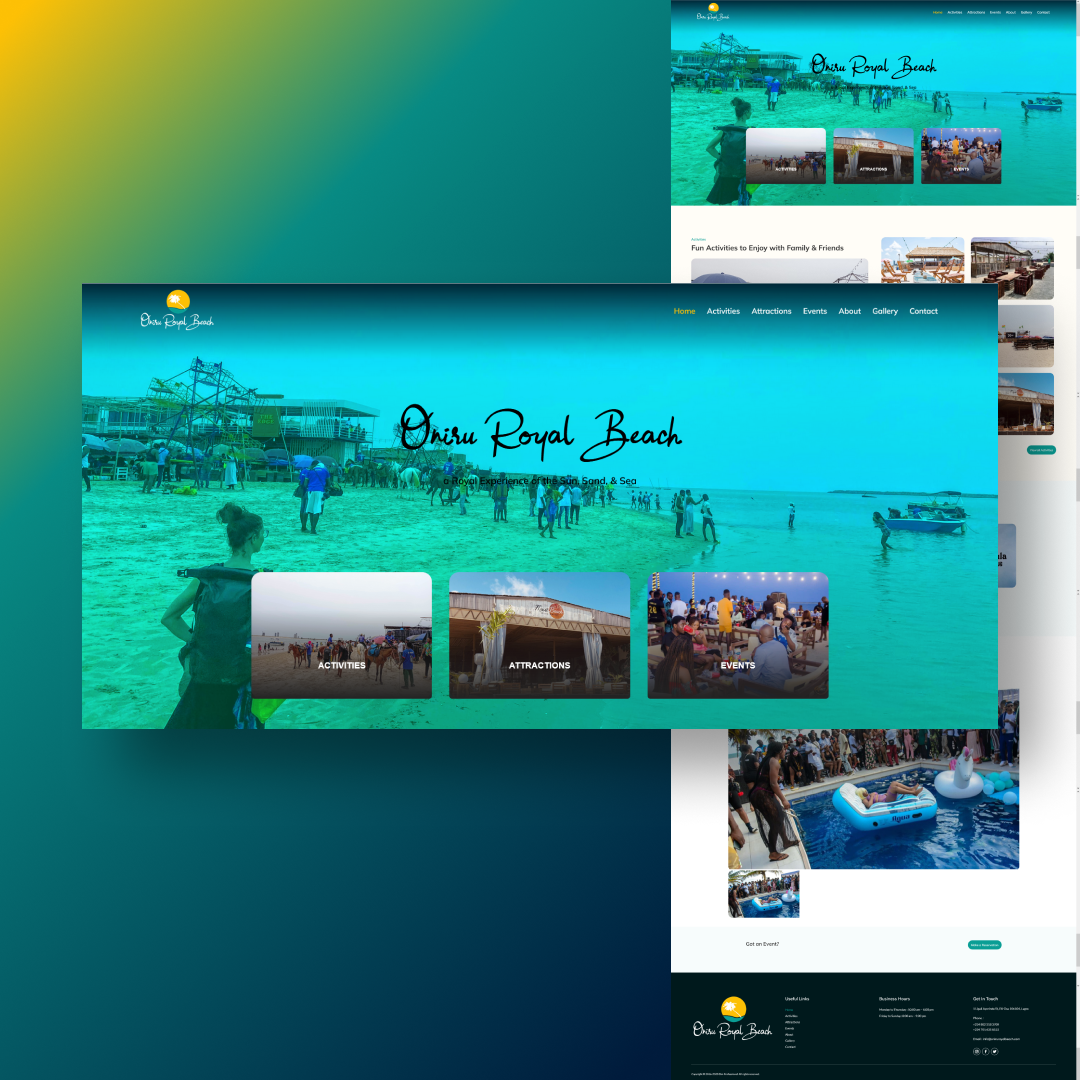 Oniru Royal Beach
Home Activities Attractions Events About Gallery Contact
Oniru Royal Beach
ACTIVITIES ATTRACTIONS EVENTS
Activities
Fun Activities to Enjoy with Family & Friends
Oniru Royal Beach
Home Activities Attractions Events About Gallery Contact
Oniru Royal Beach
a Royal Experience of the Sun, Sand, & Sea
ACTIVITIES ATTRACTIONS EVENTS
Got an Event?
Make a Reservation
Oniru Royal Beach
Useful Links
Home
Activities
Attractions
Events
About
Gallery
Contact
Business Hours
Get In Touch
Phone: